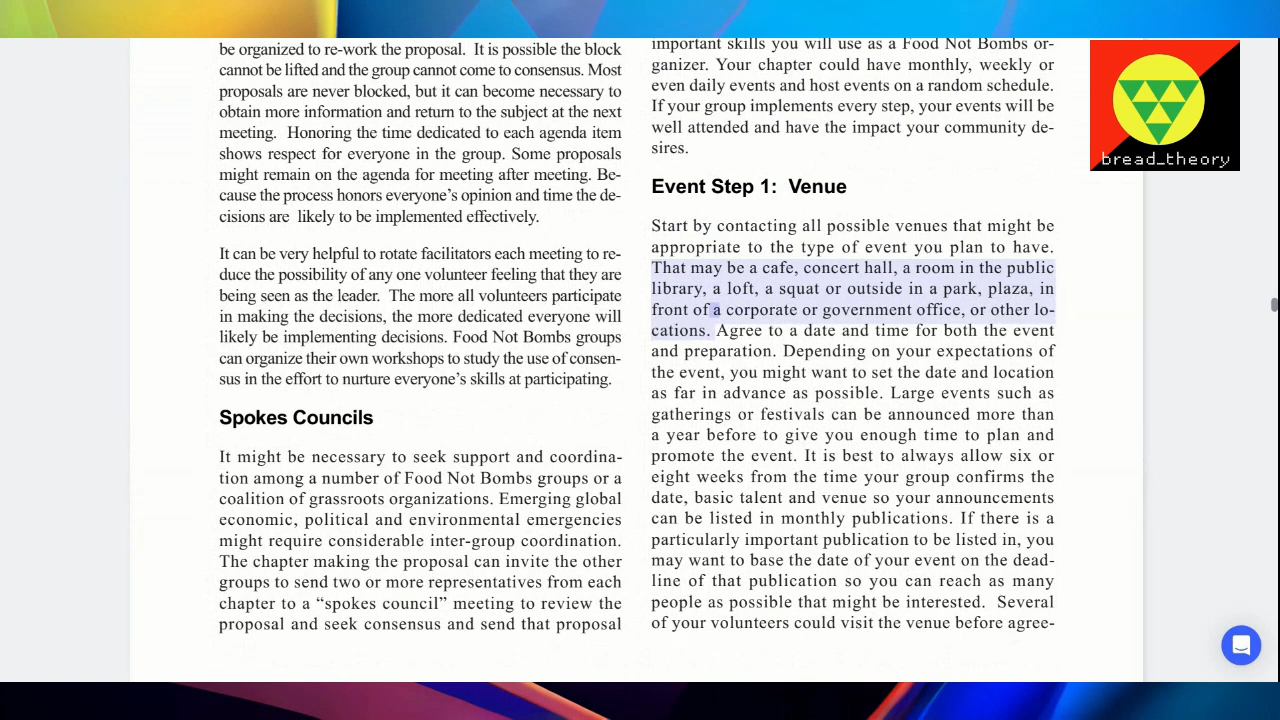 be organized to re-work the proposal.  It is possible the block
cannot be lifted and the group cannot come to consensus. Most
proposals are never blocked, but it can become necessary to
obtain more information and return to the subject at the next
meeting.  Honoring the time dedicated to each agenda item
shows respect for everyone in the group. Some proposals
might remain on the agenda for meeting after meeting. Be-
cause the process honors everyone’s opinion and time the de-
cisions are  likely to be implemented effectively.
It can be very helpful to rotate facilitators each meeting to re-
duce the possibility of any one volunteer feeling that they are
being seen as the leader.  The more all volunteers participate
in making the decisions, the more dedicated everyone will
likely be implementing decisions. Food Not Bombs groups
can organize their own workshops to study the use of consen-
sus in the effort to nurture everyone’s skills at participating.
Spokes Councils
It might be necessary to seek support and coordina-
tion among a number of Food Not Bombs groups or a
coalition of grassroots organizations. Emerging global
economic, political and environmental emergencies
might require considerable inter-group coordination.
The chapter making the proposal can invite the other
groups to send two or more representatives from each
chapter to a “spokes council” meeting to review the
proposal and seek consensus and send that proposal
important skills you will use as a Food Not Bombs or-
ganizer. Your chapter could have monthly, weekly or
even daily events and host events on a random schedule.
If your group implements every step, your events will be
well attended and have the impact your community de-
sires.
Event Step 1:  Venue
Start by contacting all possible venues that might be
appropriate to the type of event you plan to have.
That may be a cafe, concert hall, a room in the public
library, a loft, a squat or outside in a park, plaza, in
front of a corporate or government office, or other lo-
cations. Agree to a date and time for both the event
and preparation. Depending on your expectations of
the event, you might want to set the date and location
as far in advance as possible. Large events such as
gatherings or festivals can be announced more than
a year before to give you enough time to plan and
promote the event. It is best to always allow six or
eight weeks from the time your group confirms the
date, basic talent and venue so your announcements
can be listed in monthly publications. If there is a
particularly important publication to be listed in, you
may want to base the date of your event on the dead-
line of that publication so you can reach as many
people as possible that might be interested.  Several
of your volunteers could visit the venue before agree-
bread_theory